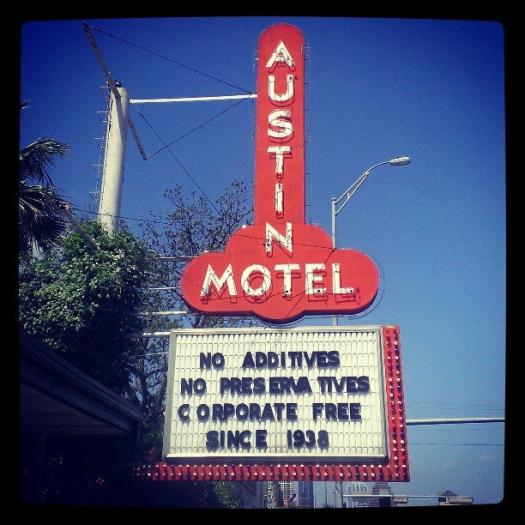 AUSTIN
MOTEL
NO ADDITIVES
NO PRESERVATIVES
CORPORATE FREE
SINCE 1938